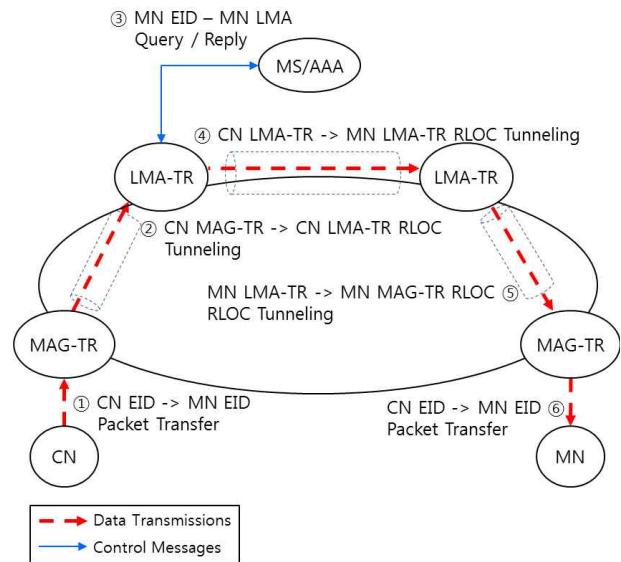 ③ MN EID – MN LMA
Query / Reply
MS/AAA
④ CN LMA-TR -> MN LMA-TR RLOC Tunneling
LMA-TR
LMA-TR
② CN MAG-TR -> CN LMA-TR RLOC
Tunneling
MN LMA-TR -> MN MAG-TR RLOC ⑤
RLOC Tunneling
MAG-TR
MAG-TR
① CN EID -> MN EID
Packet Transfer
CN EID -> MN EID ⑥
Packet Transfer
CN
MN
Data Transmissions
Control Messages